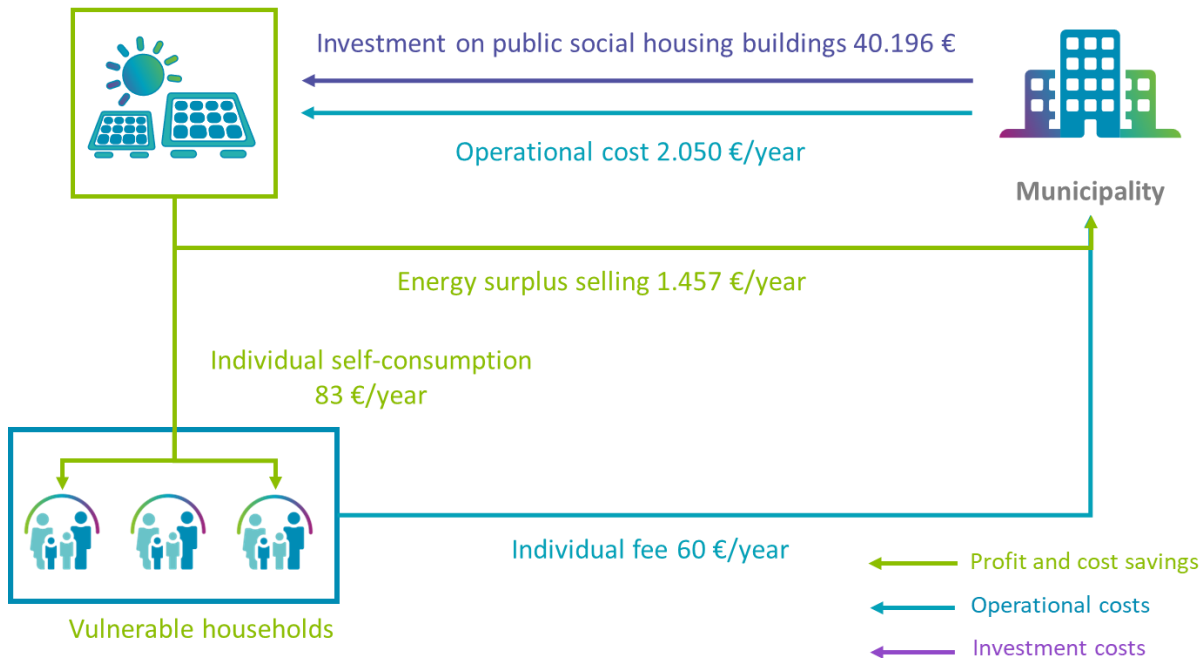 Investment on public social housing buildings 40.196 €
Operational cost 2.050 €/year
Municipality
Energy surplus selling 1.457 €/year
Individual self-consumption
83 €/year
Individual fee 60 €/year
Vulnerable households
Profit and cost savings
Operational costs
Investment costs